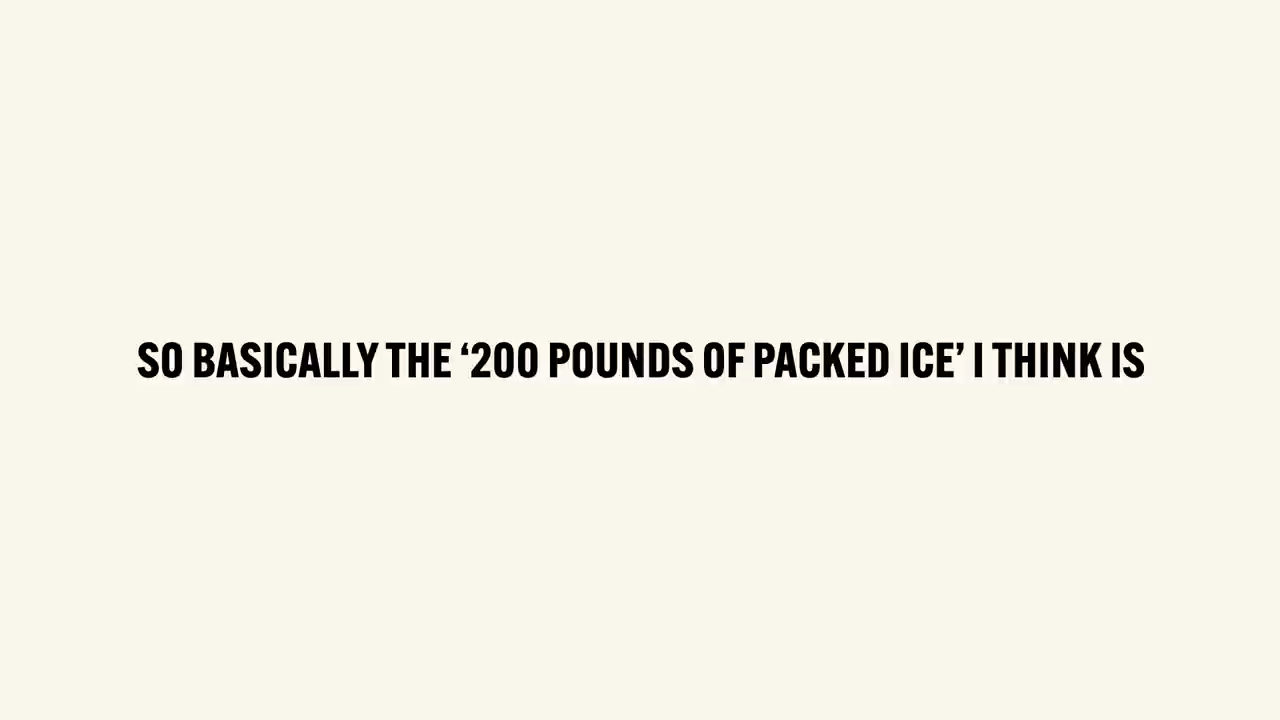 SO BASICALLY THE ‘200 POUNDS OF PACKED ICE’ I THINK IS